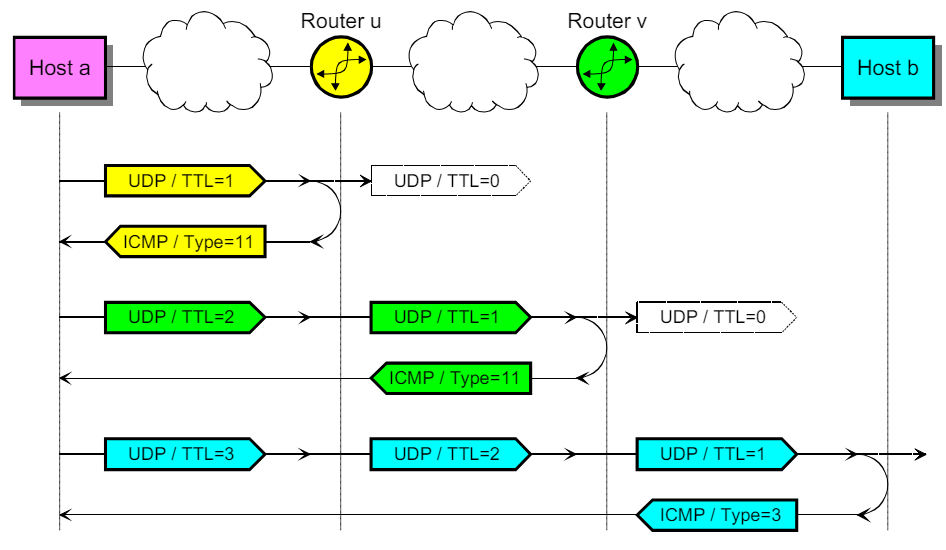 Router u
Router v
Host a
Host b
UDP / TTL=1
UDP / TTL=0
ICMP / Type=11
UDP / TTL=2
UDP / TTL=1
UDP / TTL=0
ICMP / Type=11
UDP / TTL=3
UDP / TTL=2
UDP / TTL=1
ICMP / Type=3